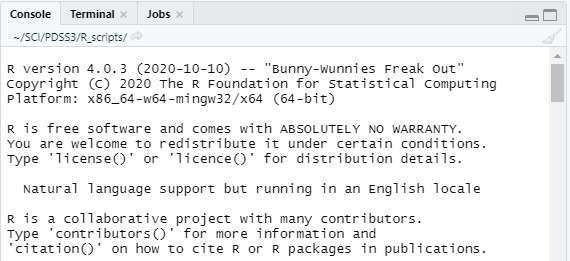 Console Terminal × Jobs ×
~/SCI/PDSS3/R_scripts/
R version 4.0.3 (2020-10-10) -- "Bunny-Wunnies Freak Out"
Copyright (C) 2020 The R Foundation for Statistical Computing
Platform: x86_64-w64-mingw32/x64 (64-bit)
R is free software and comes with ABSOLUTELY NO WARRANTY.
You are welcome to redistribute it under certain conditions.
Type 'license()' or 'licence()' for distribution details.
Natural language support but running in an English locale
R is a collaborative project with many contributors.
Type 'contributors()' for more information and
'citation()' on how to cite R or R packages in publications.